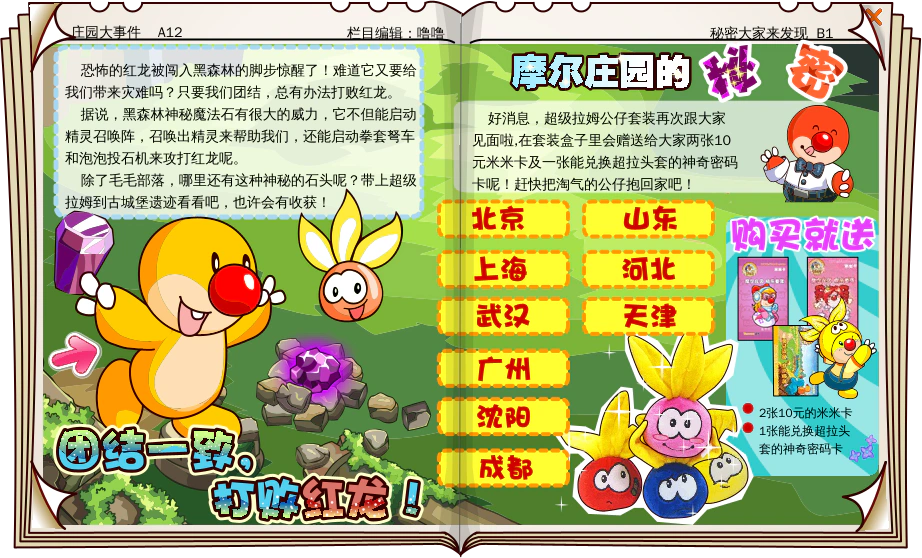 庄园大事件 A12
栏目编辑：噜噜
恐怖的红龙被闯入黑森林的脚步惊醒了！难道它又要给
我们带来灾难吗？只要我们团结，总有办法打败红龙。
据说，黑森林神秘魔法石有很大的威力，它不但能启动
精灵召唤阵，召唤出精灵来帮助我们，还能启动拳套弩车
和泡泡投石机来攻打红龙呢。
除了毛毛部落，哪里还有这种神秘的石头呢？带上超级
拉姆到古城堡遗迹看看吧，也许会有收获！
团结一致，
打败红龙！
秘密大家来发现 B1
摩尔庄园的秘密
好消息，超级拉姆公仔套装再次跟大家
见面啦,在套装盒子里会赠送给大家两张10
元米米卡及一张能兑换超拉头套的神奇密码
卡呢！赶快把淘气的公仔抱回家吧！
北京
山东
上海
河北
武汉
天津
广州
沈阳
成都
购买就送
2张10元的米米卡
1张能兑换超拉头
套的神奇密码卡